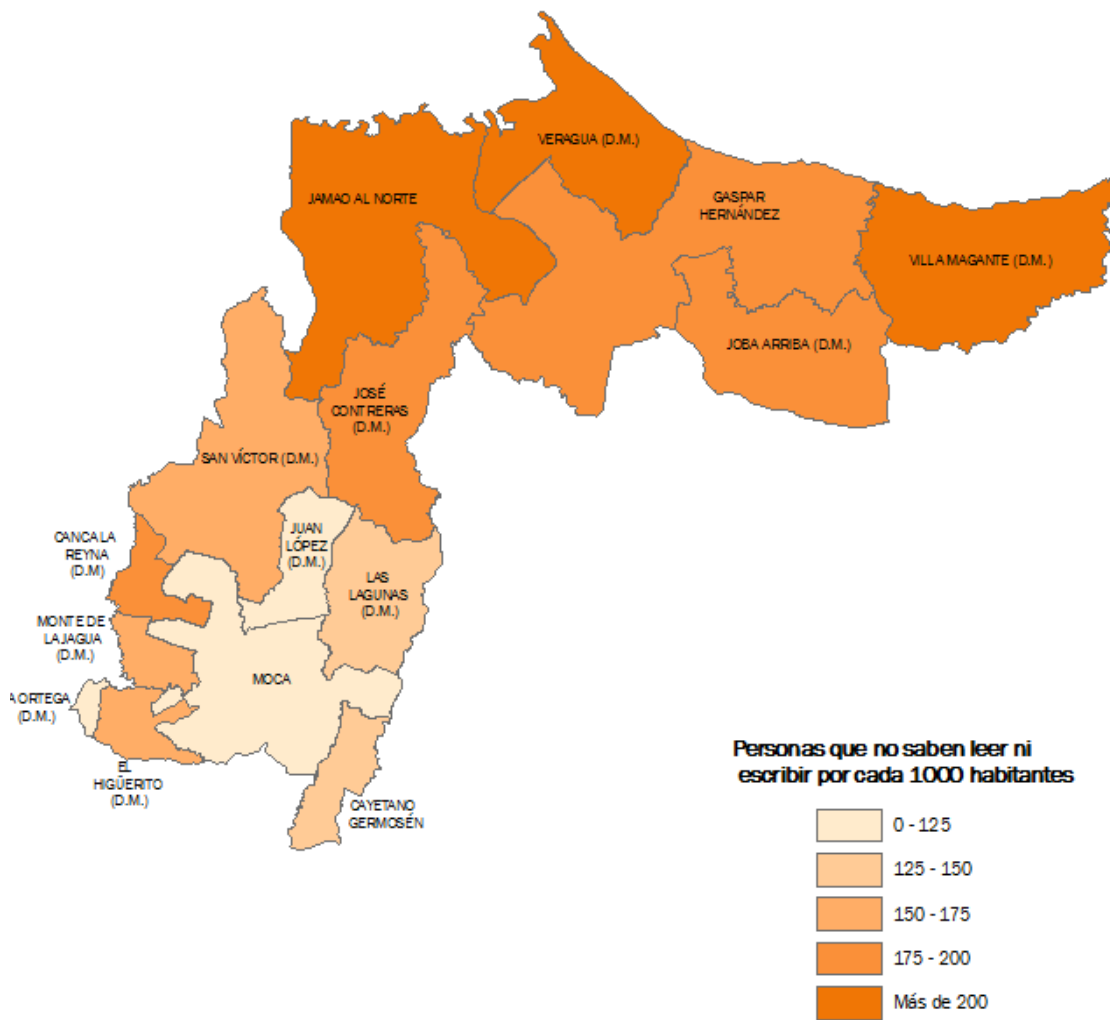 VERAGUA (D.M.)
JAMAO AL NORTE
GASPAR
HERNÁNDEZ
VILLA MAGANTE (D.M.)
JOBA ARRIBA (D.M.)
JOSÉ
CONTRERAS
(D.M.)
SAN VÍCTOR (D.M.)
JUAN
LÓPEZ
(D.M.)
CANCA LA
REYNA
(D.M)
LAS
LAGUNAS
(D.M.)
MONTE DE
LA JAGUA
(D.M.)
MOCA
A ORTEGA
(D.M.)
EL
HIGÜERITO
(D.M.)
CAYETANO
GERMOSÉN
Personas que no saben leer ni
escribir por cada 1000 habitantes
0 - 125
125 - 150
150 - 175
175 - 200
Más de 200